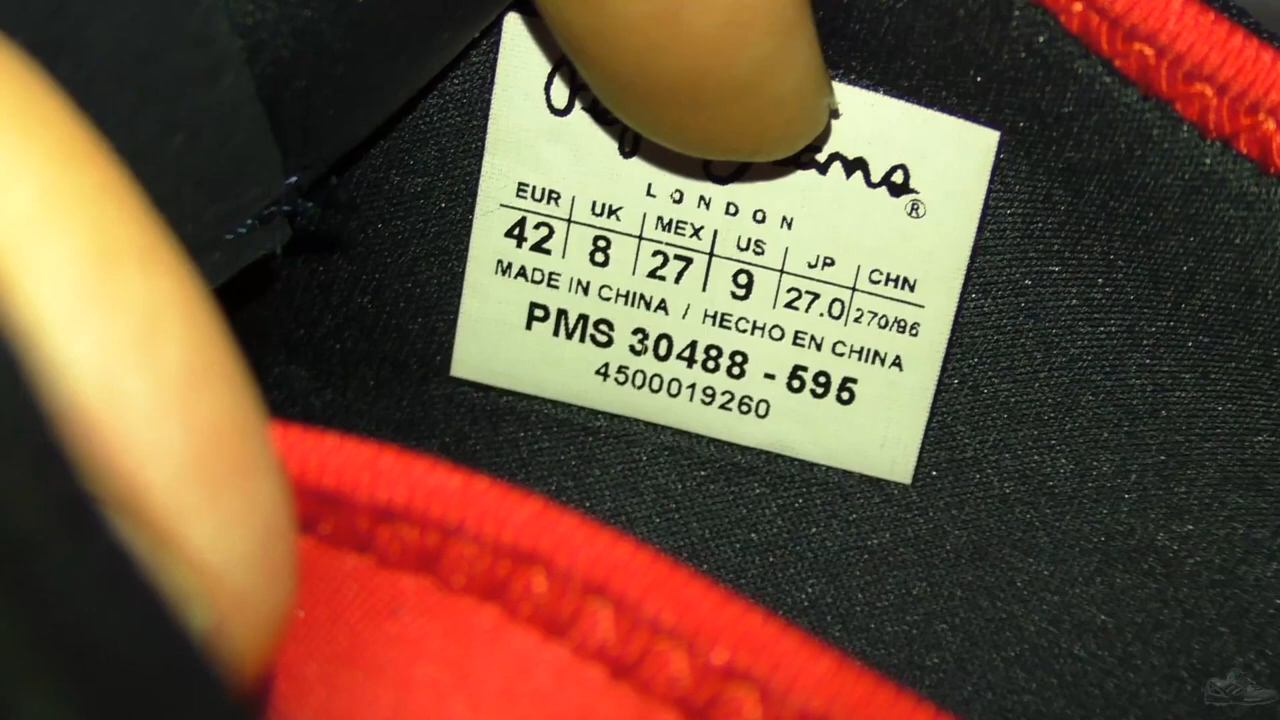 Jeans ®
LONDON
EUR UK MEX US JP CHN
42 8 27 9 27.0 270/96
MADE IN CHINA / HECHO EN CHINA
PMS 30488 - 595
4500019260